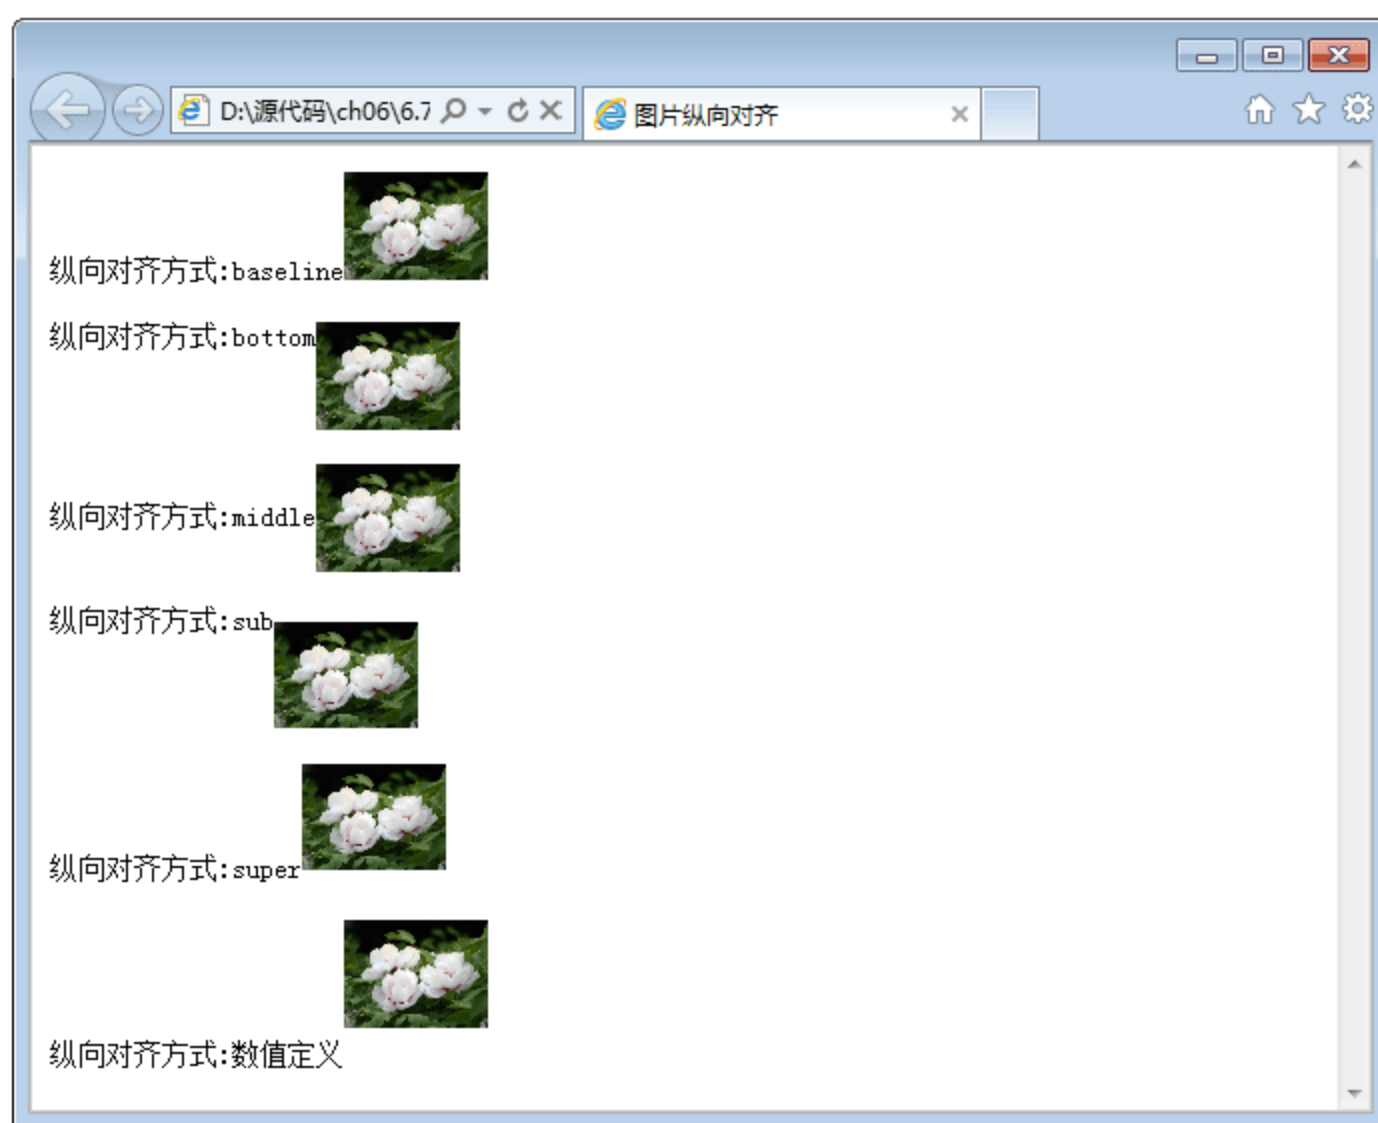 D:\源代码\ch06\6.7
图片纵向对齐
纵向对齐方式:baseline
纵向对齐方式:bottom
纵向对齐方式:middle
纵向对齐方式:sub
纵向对齐方式:super
纵向对齐方式:数值定义